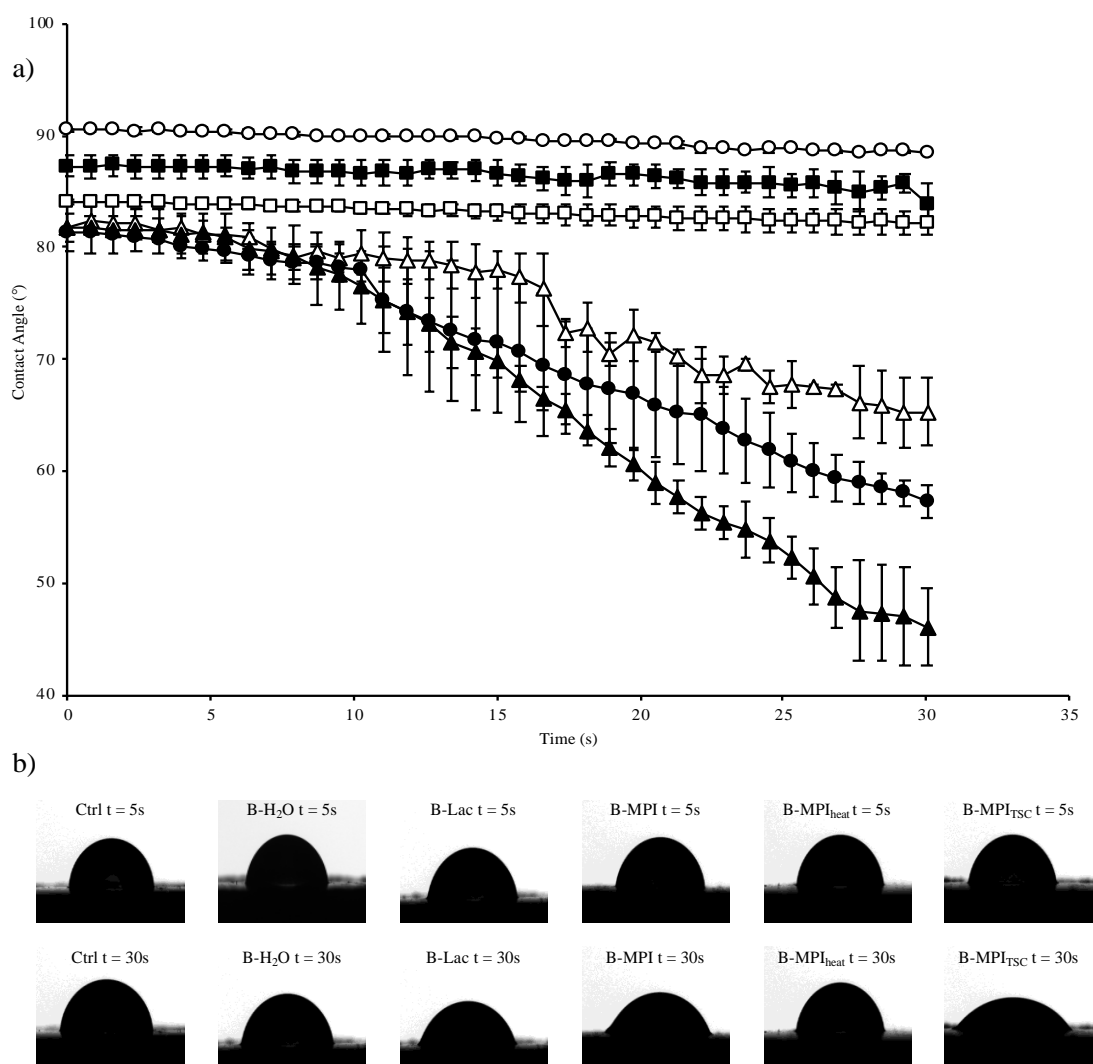 100
a)
90
80
70
60
50
40
Contact Angle (°)
0 5 10 15 20 25 30 35
Time (s)
b)
Ctrl t = 5s B-H₂O t = 5s B-Lac t = 5s B-MPI t = 5s B-MPIheat t = 5s B-MPITSC t = 5s
Ctrl t = 30s B-H₂O t = 30s B-Lac t = 30s B-MPI t = 30s B-MPIheat t = 30s B-MPITSC t = 30s